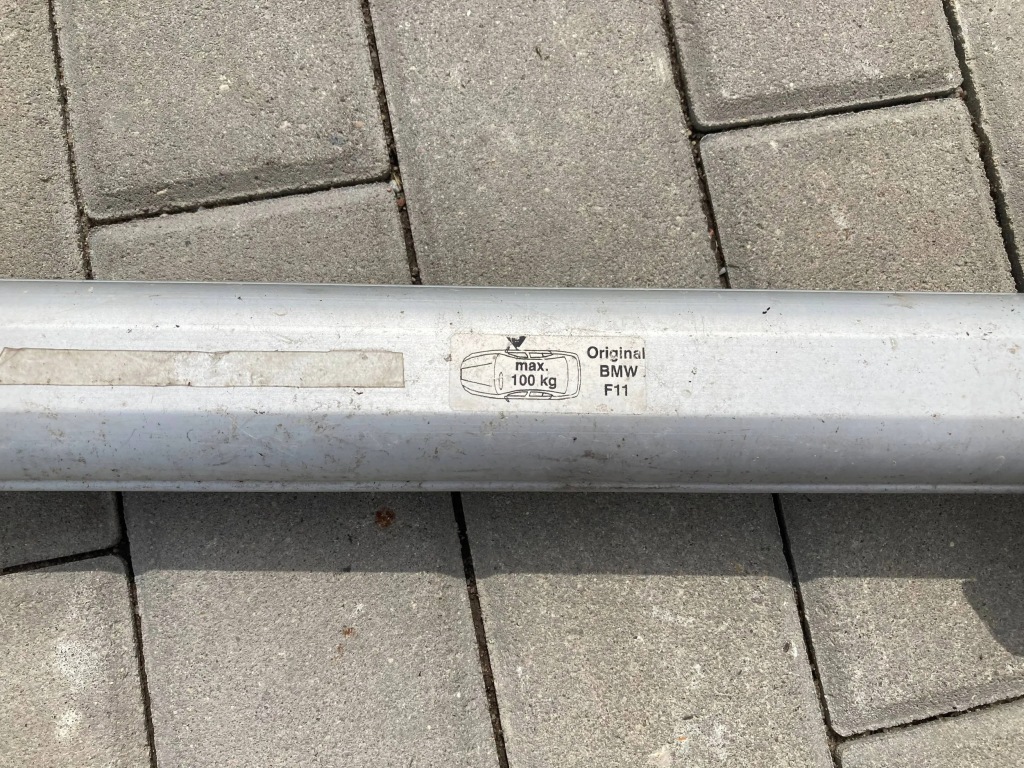 max.
100 kg
Original
BMW
F11